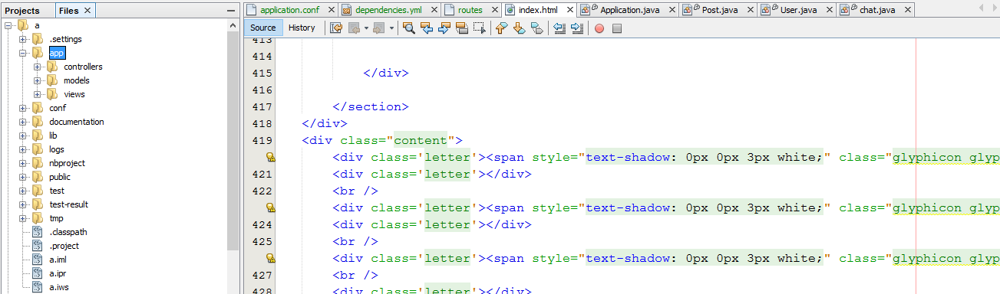 Projects Files
a
.settings
app
controllers
models
views
conf
documentation
lib
logs
nbproject
public
test
test-result
tmp
.classpath
.project
a.iml
a.ipr
a.iws
application.conf dependencies.yml routes index.html Application.java Post.java User.java chat.java
Source History
413
414
415 </div>
416
417 </section>
418 </div>
419 <div class="content">
<div class='letter'><span style="text-shadow: 0px 0px 3px white;" class="glyphicon glyp
421 <div class='letter'></div>
422 <br />
<div class='letter'><span style="text-shadow: 0px 0px 3px white;" class="glyphicon glyp
424 <div class='letter'></div>
425 <br />
<div class='letter'><span style="text-shadow: 0px 0px 3px white;" class="glyphicon glyp
427 <br />
428 <div class='letter'></div>